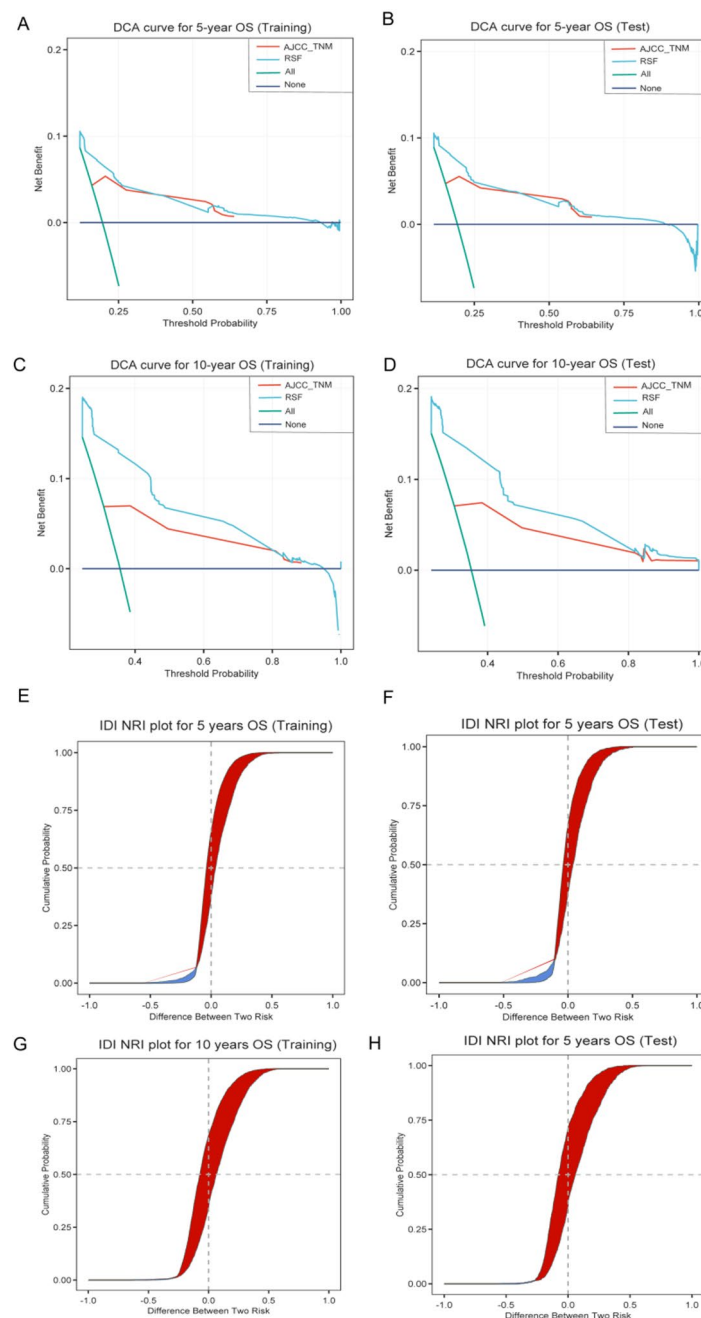 A
DCA curve for 5-year OS (Training)
AJCC_TNM
RSF
All
None
Net Benefit
0.2
0.1
0.0
0.25
0.50
0.75
1.00
Threshold Probability
B
DCA curve for 5-year OS (Test)
AJCC_TNM
RSF
All
None
Net Benefit
0.2
0.1
0.0
0.25
0.50
0.75
1.00
Threshold Probability
C
DCA curve for 10-year OS (Training)
AJCC_TNM
RSF
All
None
Net Benefit
0.2
0.1
0.0
0.4
0.6
0.8
1.0
Threshold Probability
D
DCA curve for 10-year OS (Test)
AJCC_TNM
RSF
All
None
Net Benefit
0.2
0.1
0.0
0.4
0.6
0.8
1.0
Threshold Probability
E
IDI NRI plot for 5 years OS (Training)
Cumulative Probability
1.00
0.75
0.50
0.25
0.00
-1.0
-0.5
0.0
0.5
1.0
Difference Between Two Risk
F
IDI NRI plot for 5 years OS (Test)
Cumulative Probability
1.00
0.75
0.50
0.25
0.00
-1.0
-0.5
0.0
0.5
1.0
Difference Between Two Risk
G
IDI NRI plot for 10 years OS (Training)
Cumulative Probability
1.00
0.75
0.50
0.25
0.00
-1.0
-0.5
0.0
0.5
1.0
Difference Between Two Risk
H
IDI NRI plot for 5 years OS (Test)
Cumulative Probability
1.00
0.75
0.50
0.25
0.00
-1.0
-0.5
0.0
0.5
1.0
Difference Between Two Risk